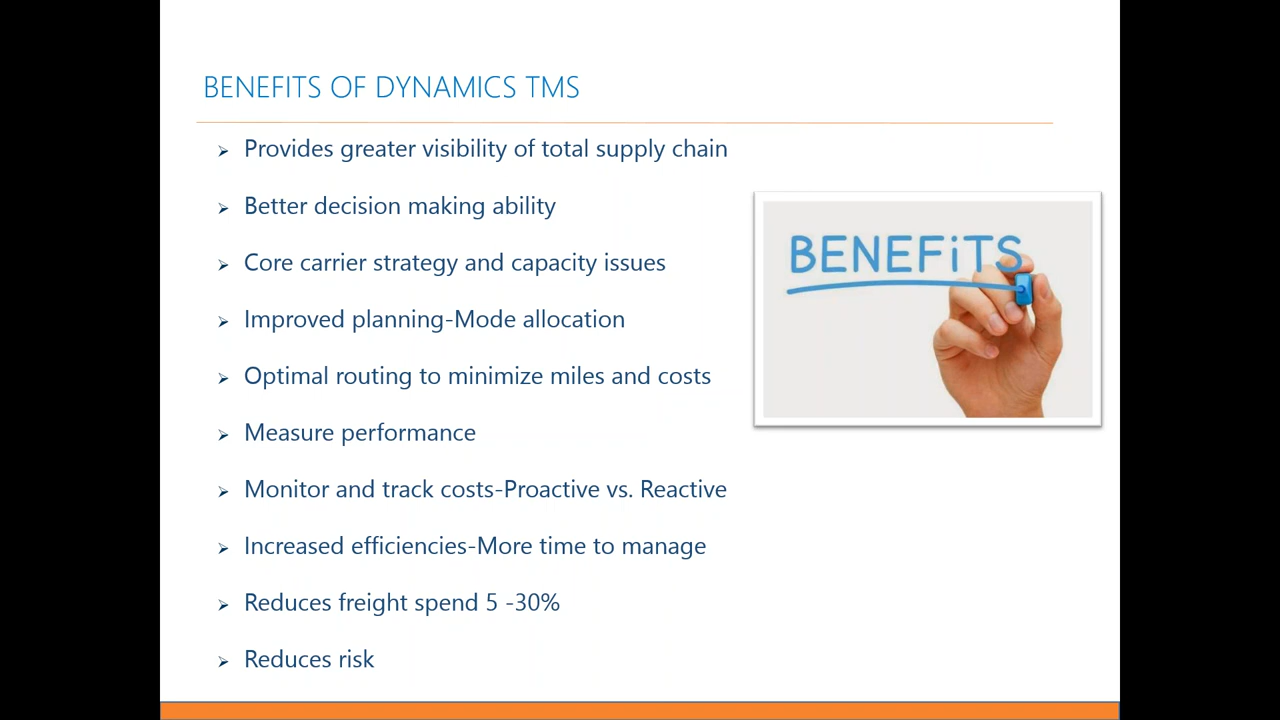 BENEFITS OF DYNAMICS TMS
Provides greater visibility of total supply chain
Better decision making ability
Core carrier strategy and capacity issues
Improved planning-Mode allocation
Optimal routing to minimize miles and costs
Measure performance
Monitor and track costs-Proactive vs. Reactive
Increased efficiencies-More time to manage
Reduces freight spend 5 -30%
Reduces risk
BENEFiTS